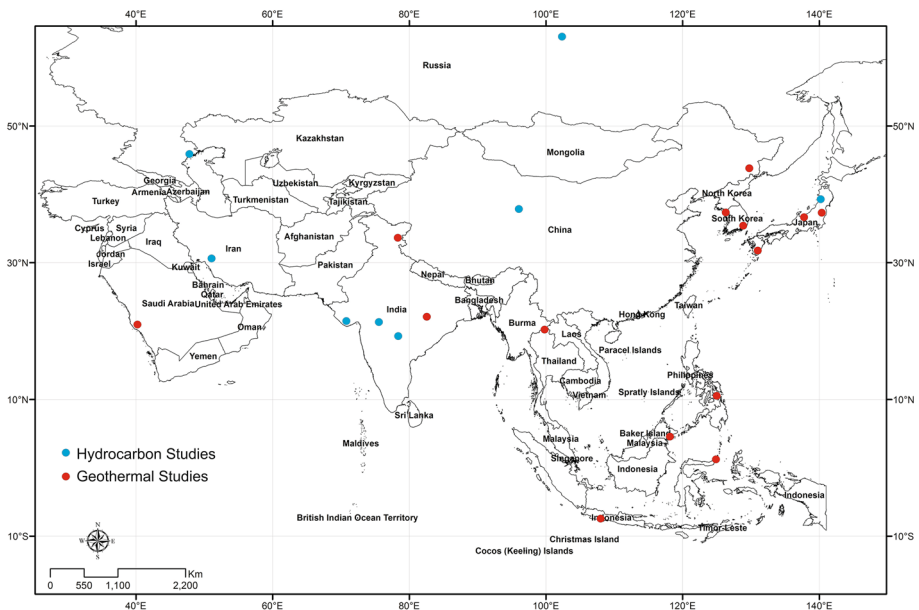 40°E 60°E 80°E 100°E 120°E 140°E
Russia
50°N 50°N
Kazakhstan
Mongolia
Georgia
Uzbekistan
Kyrgyzstan
Armenia
Azerbaijan
North Korea
Turkey
Turkmenistan
Tajikistan
South Korea
Japan
Cyprus
Syria
China
Lebanon
Iraq
Iran
Afghanistan
Jordan
Israel
Kuwait
Pakistan
30°N 30°N
Nepal
Bhutan
Bahrain
Qatar
Saudi Arabia
United Arab Emirates
Bangladesh
India
Taiwan
Hong Kong
Oman
Burma
Laos
Yemen
Paracel Islands
Thailand
Philippines
Cambodia
Vietnam
Spratly Islands
10°N 10°N
Sri Lanka
Maldives
Malaysia
Baker Island
Malaysia
Hydrocarbon Studies
Singapore
Indonesia
Geothermal Studies
Indonesia
British Indian Ocean Territory
Indonesia
Timor-Leste
N
W E
S
10°S 10°S
Christmas Island
Cocos (Keeling) Islands
Km
0 550 1,100 2,200
40°E 60°E 80°E 100°E 120°E 140°E